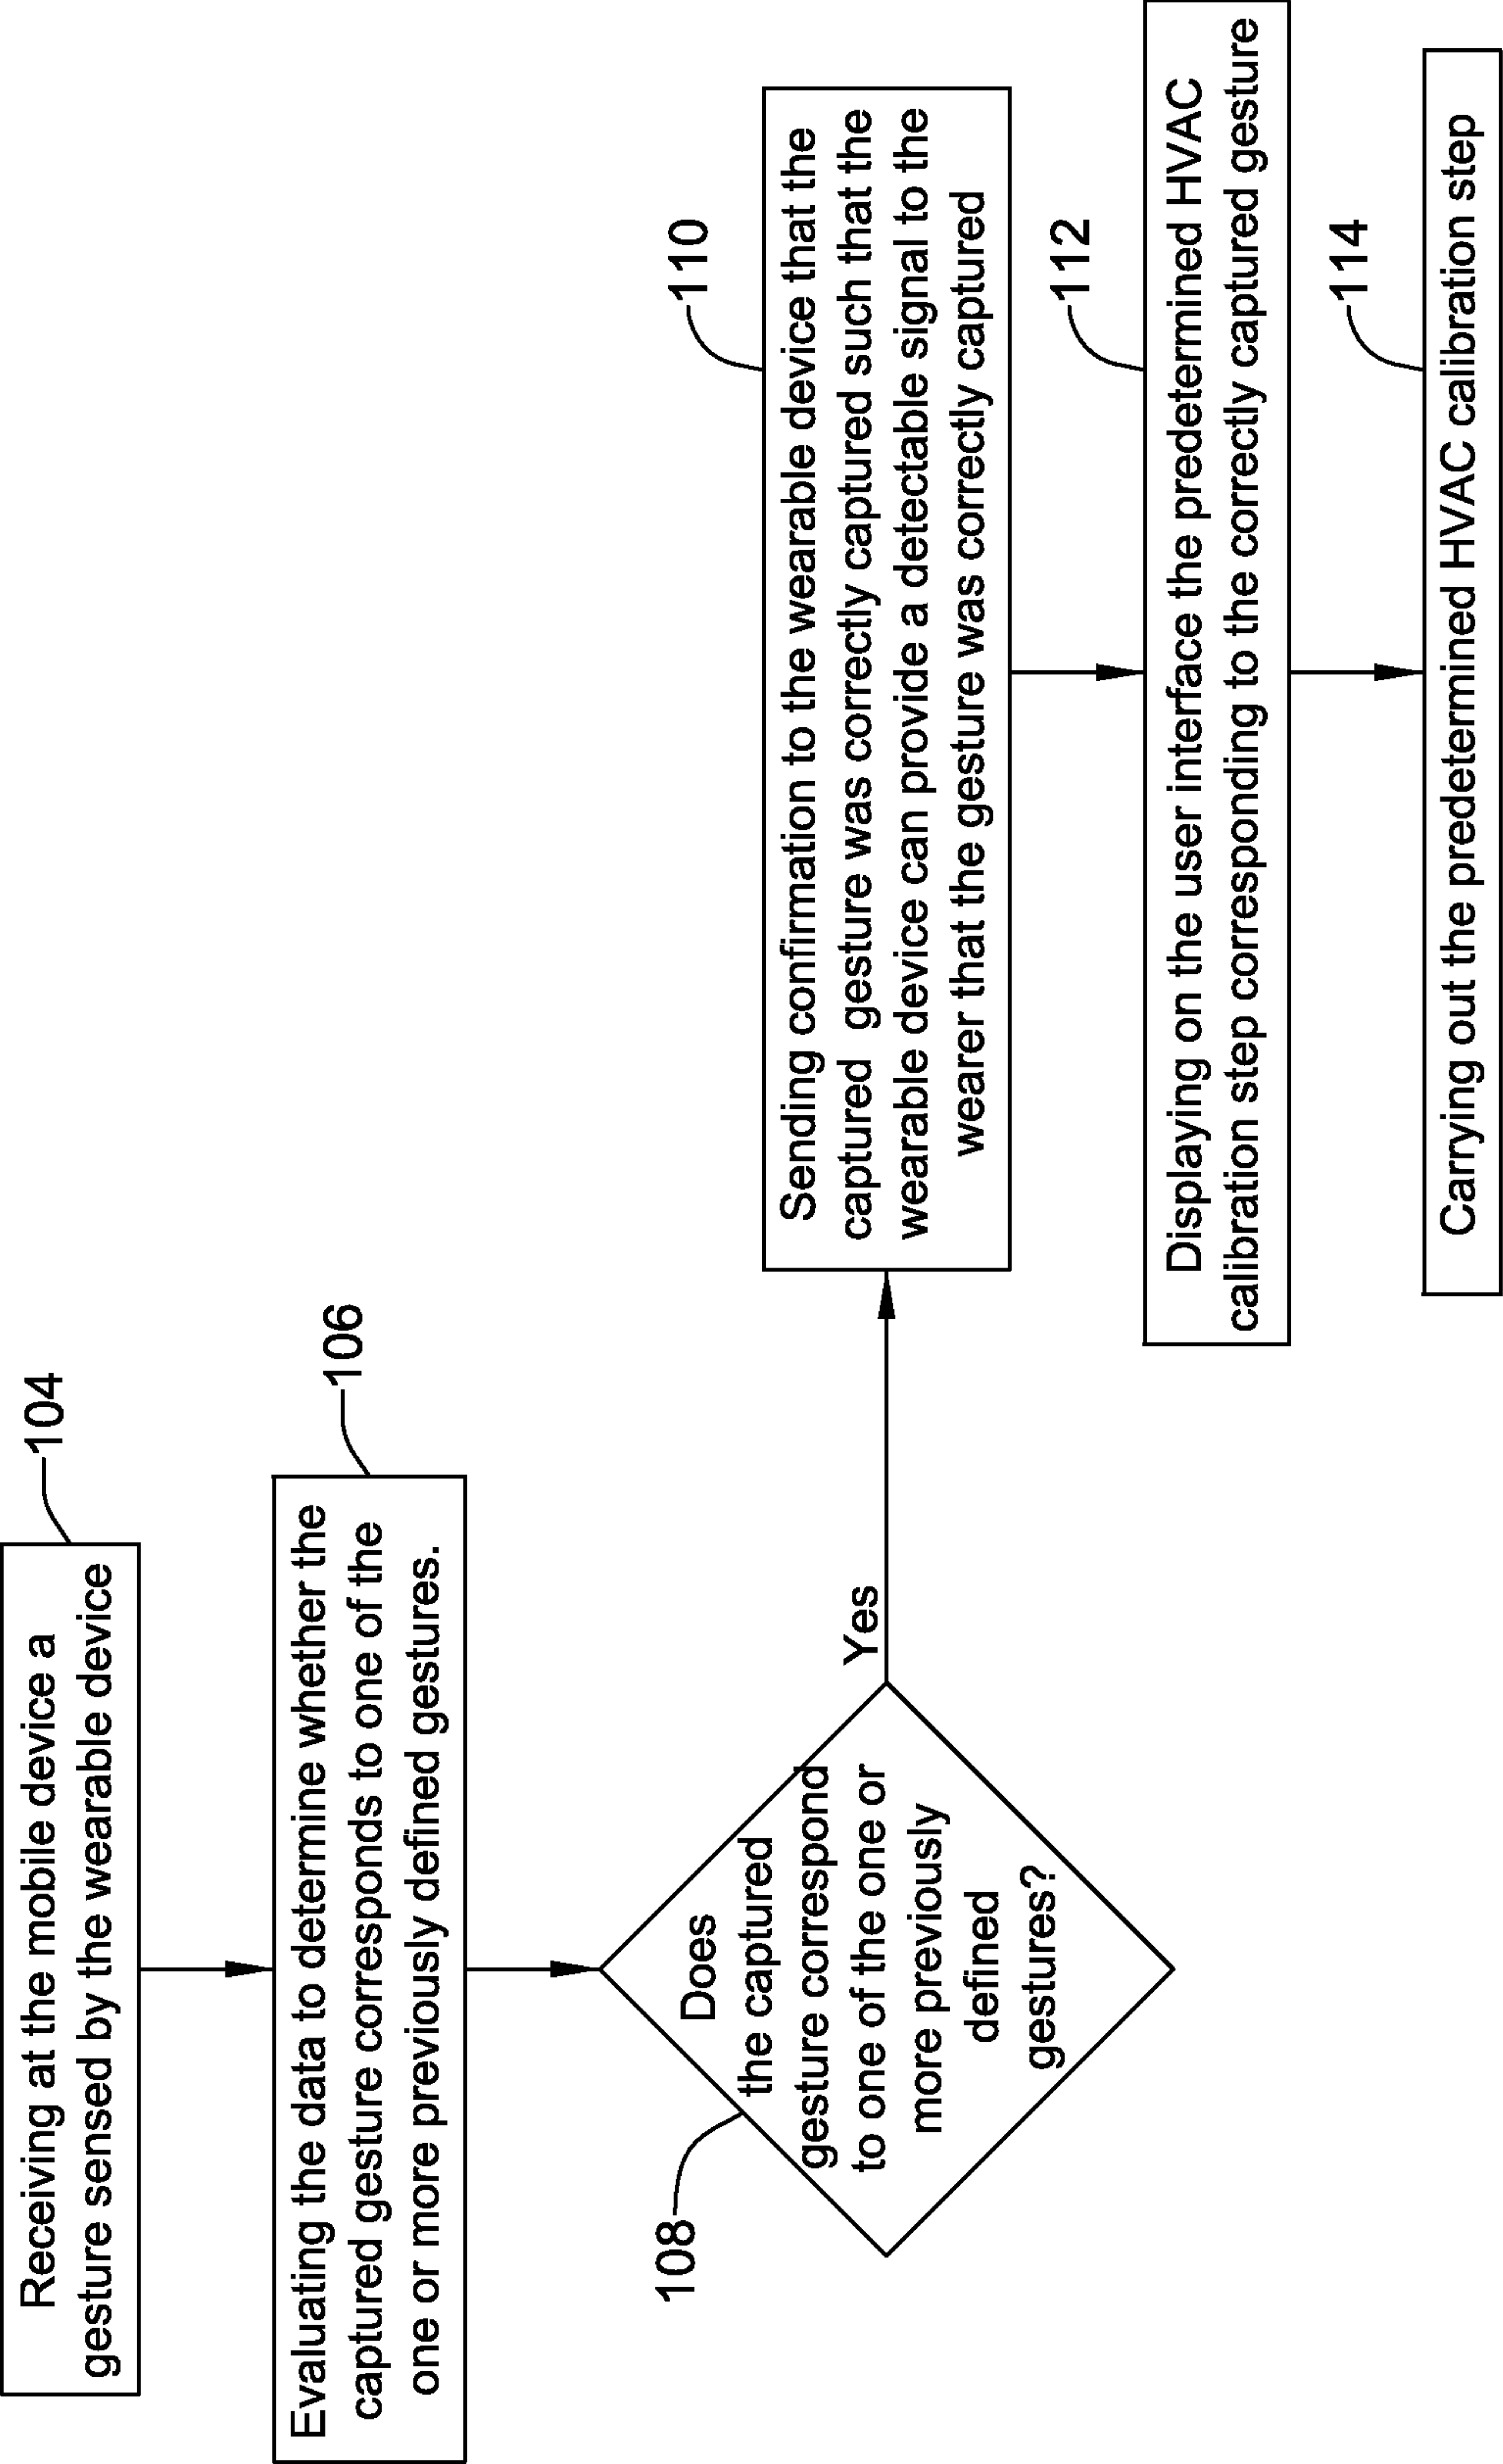 104
Receiving at the mobile device a
gesture sensed by the wearable device
106
Evaluating the data to determine whether the
captured gesture corresponds to one of the
one or more previously defined gestures.
108
Does
the captured
gesture correspond
to one of the one or
more previously
defined
gestures?
Yes
110
Sending confirmation to the wearable device that the
captured gesture was correctly captured such that the
wearable device can provide a detectable signal to the
wearer that the gesture was correctly captured
112
Displaying on the user interface the predetermined HVAC
calibration step corresponding to the correctly captured gesture
114
Carrying out the predetermined HVAC calibration step